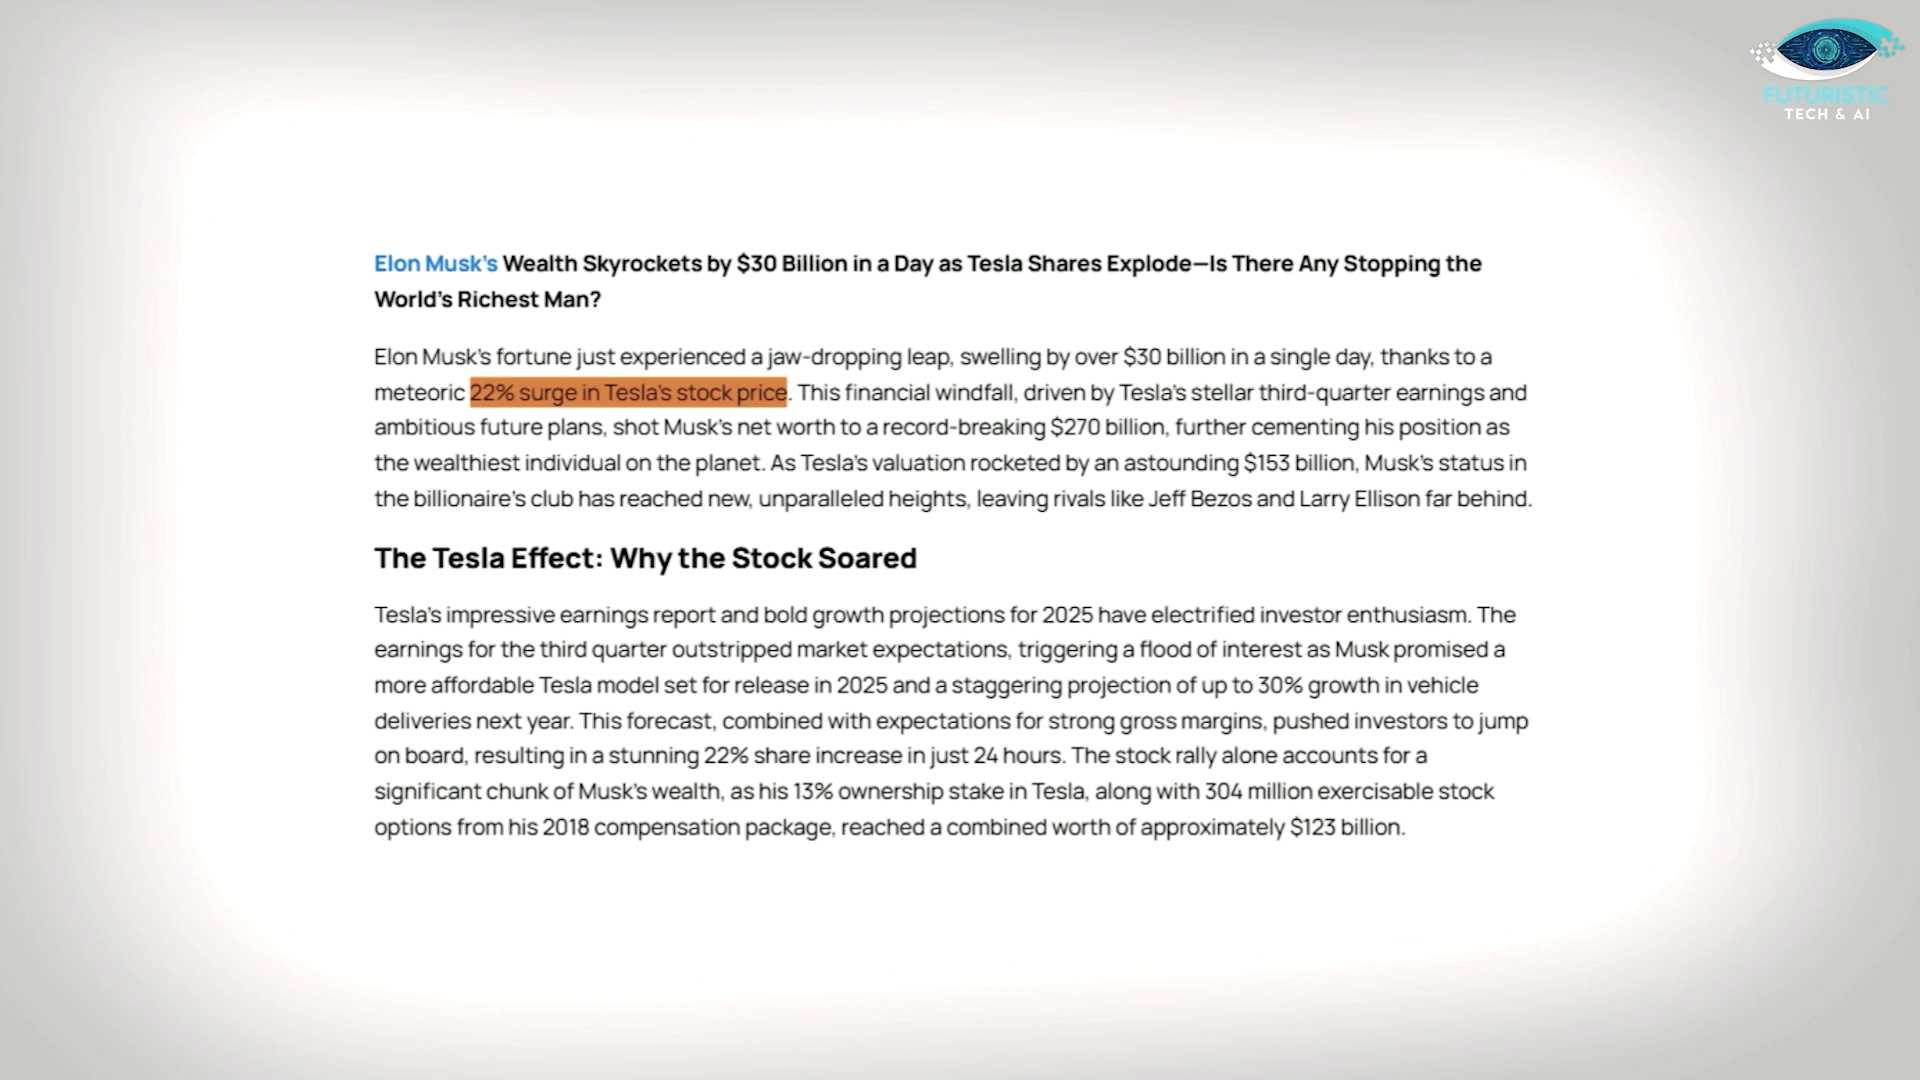 FUTURISTIC
TECH & AI
Elon Musk's Wealth Skyrockets by $30 Billion in a Day as Tesla Shares Explode—Is There Any Stopping the
World's Richest Man?
Elon Musk's fortune just experienced a jaw-dropping leap, swelling by over $30 billion in a single day, thanks to a
meteoric 22% surge in Tesla's stock price. This financial windfall, driven by Tesla's stellar third-quarter earnings and
ambitious future plans, shot Musk's net worth to a record-breaking $270 billion, further cementing his position as
the wealthiest individual on the planet. As Tesla's valuation rocketed by an astounding $153 billion, Musk's status in
the billionaire's club has reached new, unparalleled heights, leaving rivals like Jeff Bezos and Larry Ellison far behind.
The Tesla Effect: Why the Stock Soared
Tesla's impressive earnings report and bold growth projections for 2025 have electrified investor enthusiasm. The
earnings for the third quarter outstripped market expectations, triggering a flood of interest as Musk promised a
more affordable Tesla model set for release in 2025 and a staggering projection of up to 30% growth in vehicle
deliveries next year. This forecast, combined with expectations for strong gross margins, pushed investors to jump
on board, resulting in a stunning 22% share increase in just 24 hours. The stock rally alone accounts for a
significant chunk of Musk's wealth, as his 13% ownership stake in Tesla, along with 304 million exercisable stock
options from his 2018 compensation package, reached a combined worth of approximately $123 billion.